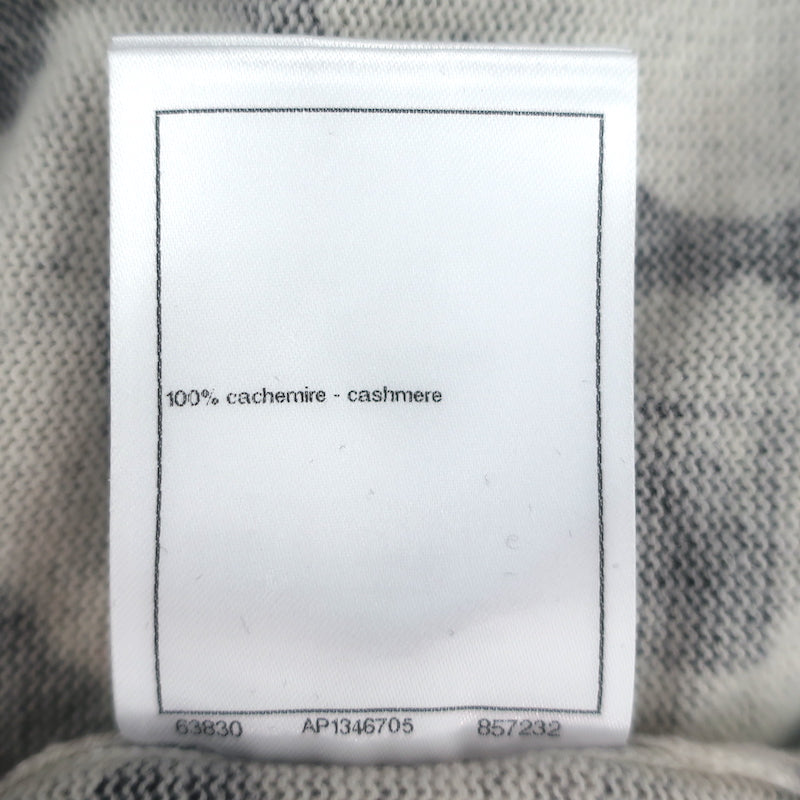 100% cachemire - cashmere
63830 AP1346705 857232